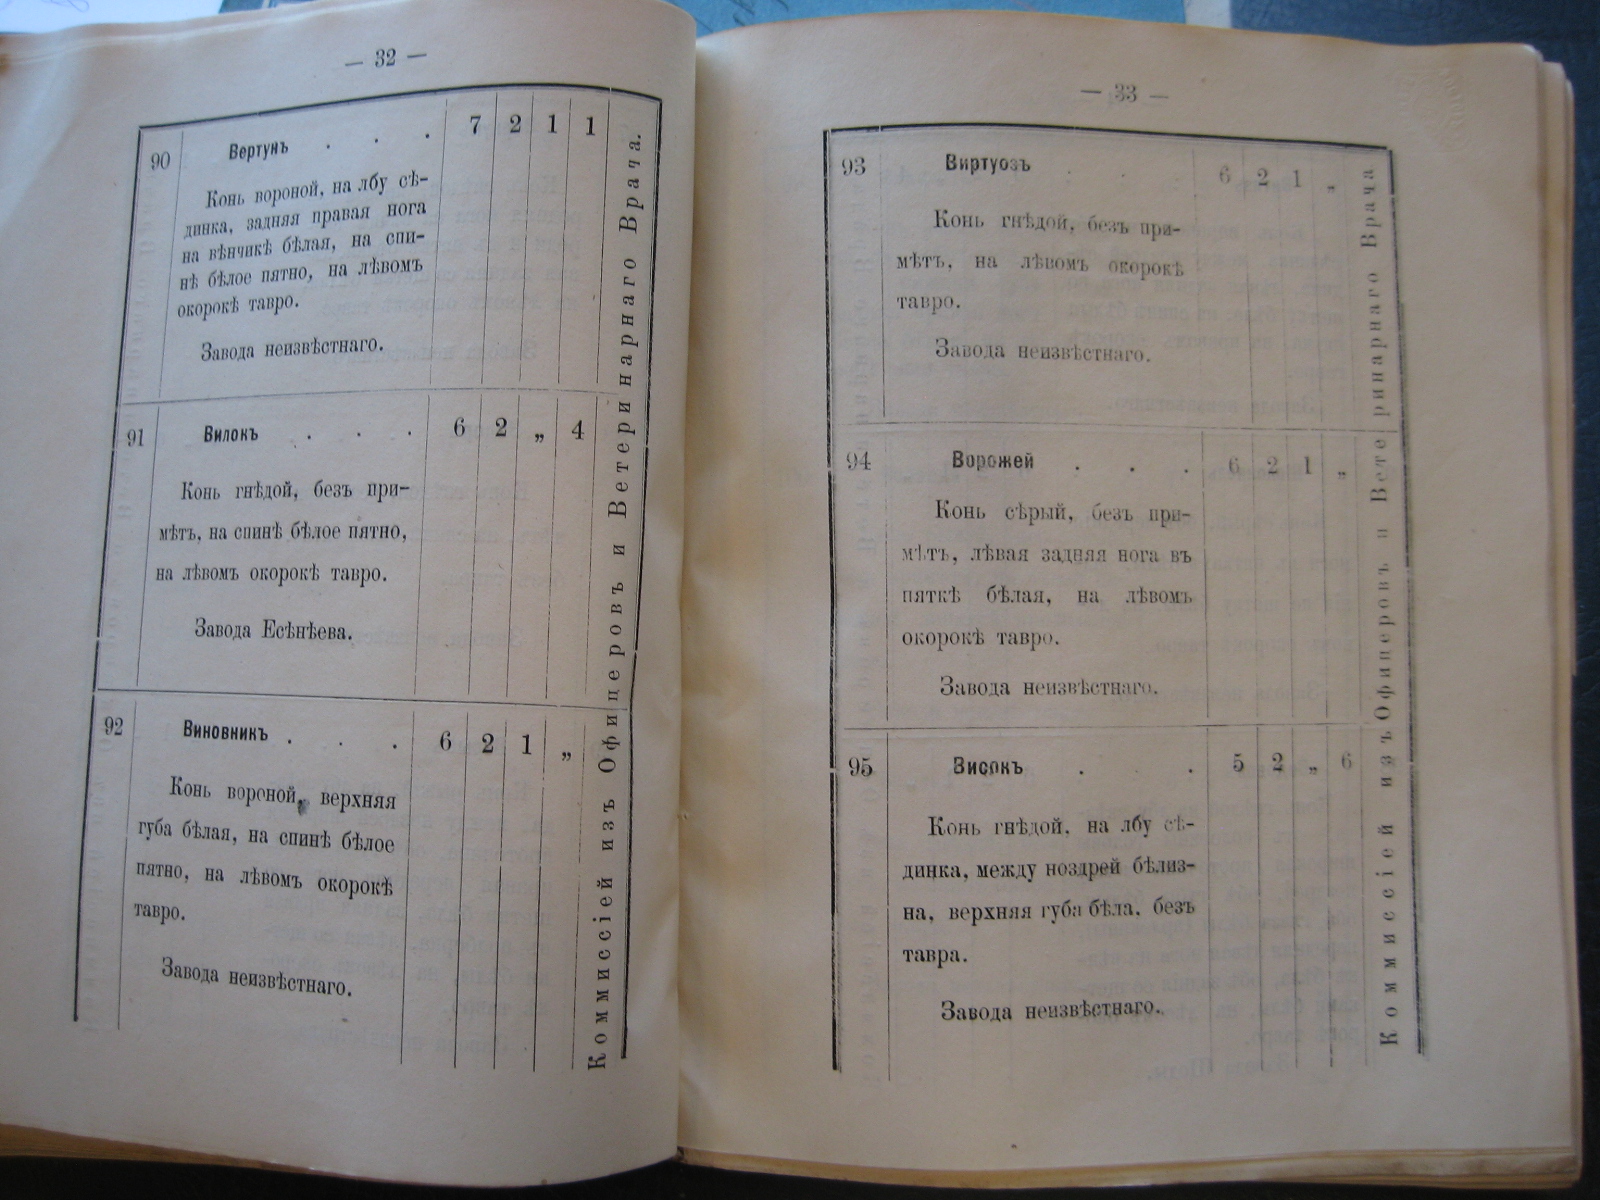 — 32 —
90 Вертунъ . . . 7 2 1 1
Конь вороной, на лбу сѣ-
динка, задняя правая нога
на вѣнчикѣ бѣлая, на спи-
нѣ бѣлое пятно, на лѣвомъ
окорокѣ тавро.
Завода неизвѣстнаго.
91 Вилокъ . . . 6 2 „ 4
Конь гнѣдой, безъ при-
мѣтъ, на спинѣ бѣлое пятно,
на лѣвомъ окорокѣ тавро.
Завода Есѣнѣева.
92 Виновникъ . . . 6 2 1 „
Конь вороной, верхняя
губа бѣлая, на спинѣ бѣлое
пятно, на лѣвомъ окорокѣ
тавро.
Завода неизвѣстнаго.
Коммиссіей изъ Офицеровъ и Ветеринарнаго Врача.
— 33 —
93 Виртуозъ . . . 6 2 1 „
Конь гнѣдой, безъ при-
мѣтъ, на лѣвомъ окорокѣ
тавро.
Завода неизвѣстнаго.
94 Ворожей . . . 6 2 1 „
Конь сѣрый, безъ при-
мѣтъ, лѣвая задняя нога въ
пяткѣ бѣлая, на лѣвомъ
окорокѣ тавро.
Завода неизвѣстнаго.
95 Високъ . . 5 2 „ 6
Конь гнѣдой, на лбу сѣ-
динка, между ноздрей бѣлиз-
на, верхняя губа бѣла, безъ
тавра.
Завода неизвѣстнаго.
Коммиссіей изъ Офицеровъ и Ветеринарнаго Врача